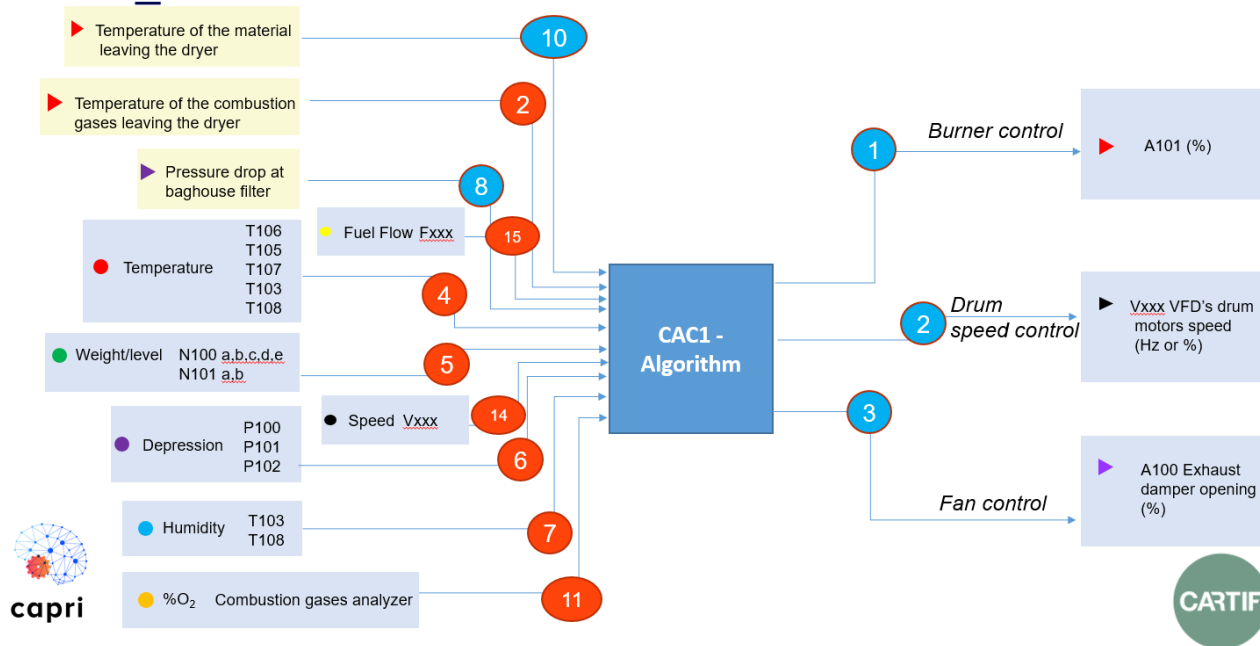 Temperature of the material
leaving the dryer
10
Temperature of the combustion
gases leaving the dryer
2
Pressure drop at
baghouse filter
8
Fuel Flow Fxxx
15
Temperature
T106
T105
T107
T103
T108
4
Weight/level
N100 a,b,c,d,e
N101 a,b
5
Speed Vxxx
14
Depression
P100
P101
P102
6
Humidity
T103
T108
7
%O₂ Combustion gases analyzer
11
CAC1 -
Algorithm
1
Burner control
A101 (%)
2
Drum
speed control
Vxxx VFD's drum
motors speed
(Hz or %)
3
Fan control
A100 Exhaust
damper opening
(%)
capri
CARTIF